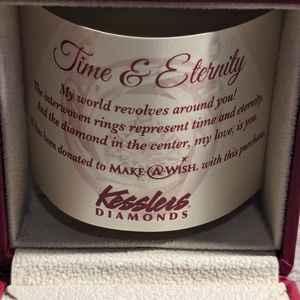 Time & Eternity
My world revolves around you!
The interwoven rings represent time and eternity.
And the diamond in the center, my love, is you.
has been donated to MAKE-A-WISH. with this purchase.
Kesslers
DIAMONDS